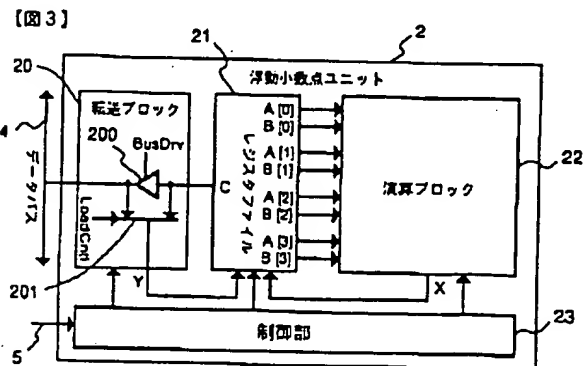 【図3】
2
21
浮動小数点ユニット
20
転送ブロック
4
200
BusDrv
データバス
LoadCntl
201
Y
C
レジスタファイル
A[0]
B[0]
A[1]
B[1]
A[2]
B[2]
A[3]
B[3]
演算ブロック
22
X
制御部
23
5